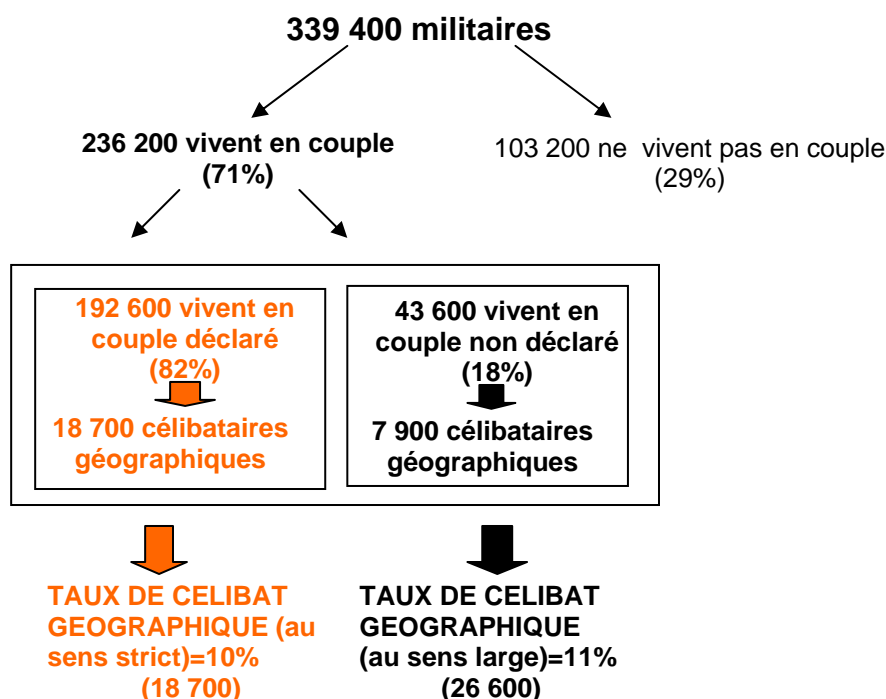 339 400 militaires
236 200 vivent en couple
(71%)
103 200 ne vivent pas en couple
(29%)
192 600 vivent en
couple déclaré
(82%)
18 700 célibataires
géographiques
43 600 vivent en
couple non déclaré
(18%)
7 900 célibataires
géographiques
TAUX DE CELIBAT
GEOGRAPHIQUE (au
sens strict)=10%
(18 700)
TAUX DE CELIBAT
GEOGRAPHIQUE
(au sens large)=11%
(26 600)